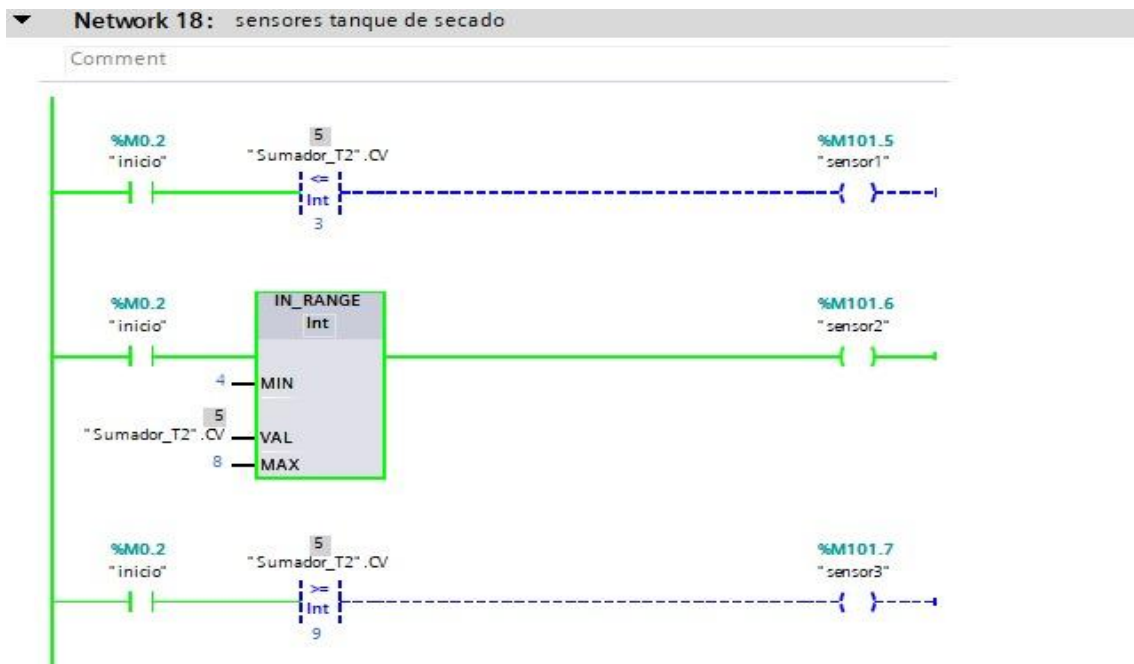 Network 18: sensores tanque de secado
Comment
%M0.2
"inicio"
5
"Sumador_T2".CV
<=
Int
3
%M101.5
"sensor1"
%M0.2
"inicio"
IN_RANGE
Int
4 MIN
5
"Sumador_T2".CV VAL
8 MAX
%M101.6
"sensor2"
%M0.2
"inicio"
5
"Sumador_T2".CV
>=
Int
9
%M101.7
"sensor3"